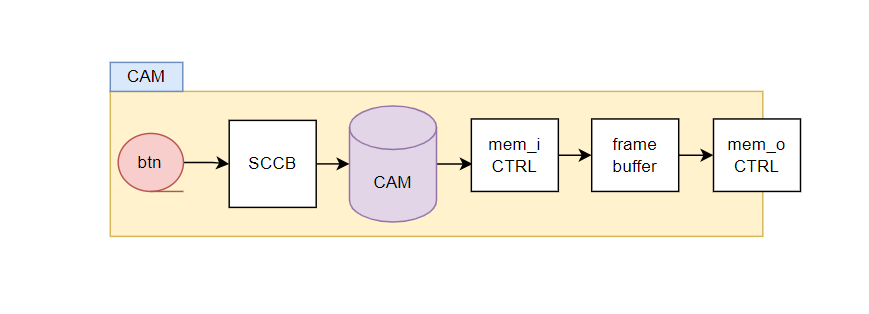 CAM
btn
SCCB
CAM
mem_i
CTRL
frame
buffer
mem_o
CTRL